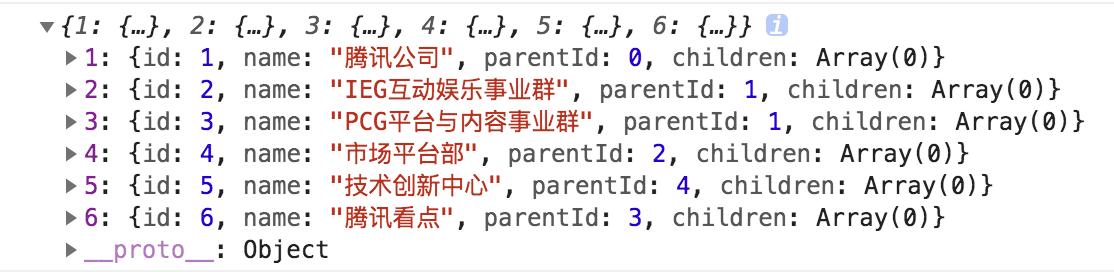 ▼{1: {…}, 2: {…}, 3: {…}, 4: {…}, 5: {…}, 6: {…}} i
▶1: {id: 1, name: "腾讯公司", parentId: 0, children: Array(0)}
▶2: {id: 2, name: "IEG互动娱乐事业群", parentId: 1, children: Array(0)}
▶3: {id: 3, name: "PCG平台与内容事业群", parentId: 1, children: Array(0)}
▶4: {id: 4, name: "市场平台部", parentId: 2, children: Array(0)}
▶5: {id: 5, name: "技术创新中心", parentId: 4, children: Array(0)}
▶6: {id: 6, name: "腾讯看点", parentId: 3, children: Array(0)}
▶__proto__: Object